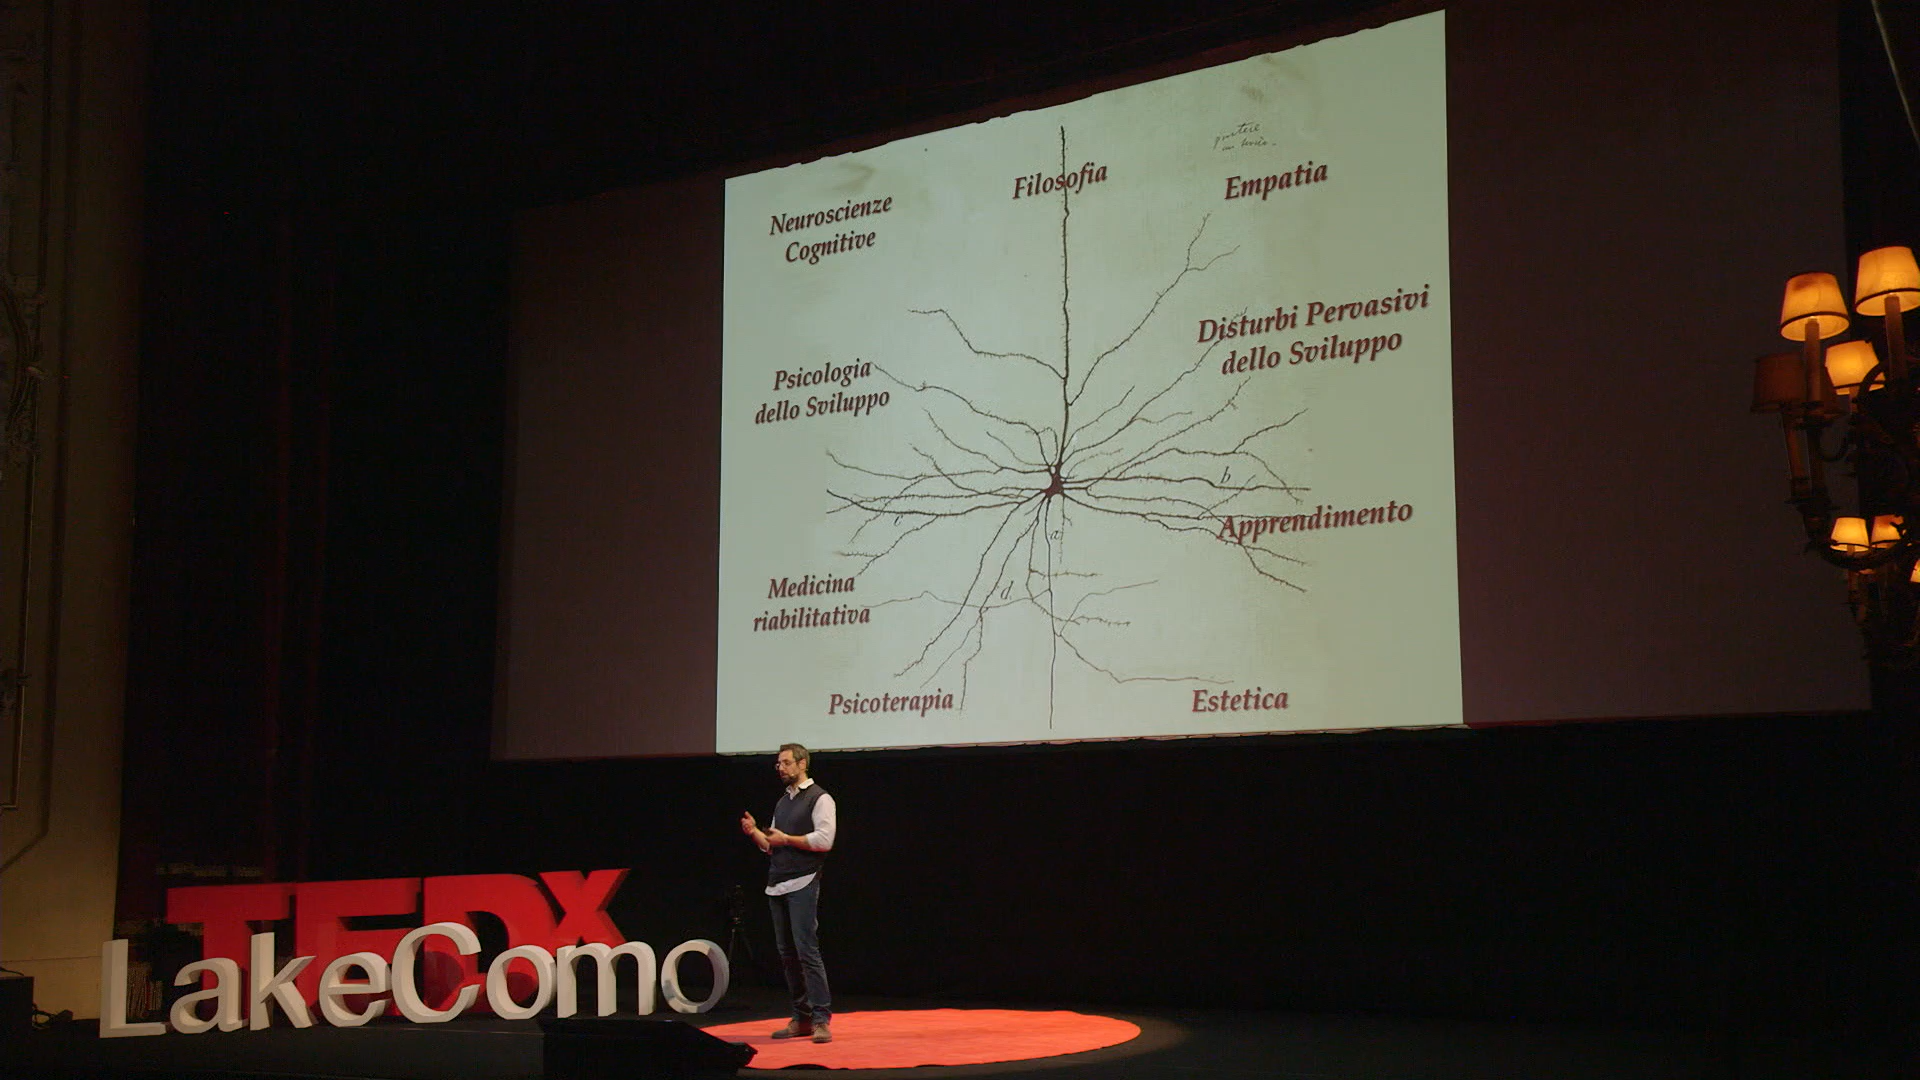 Filosofia
Empatia
Neuroscienze
Cognitive
Disturbi Pervasivi
dello Sviluppo
Psicologia
dello Sviluppo
b
Apprendimento
c
a
Medicina
riabilitativa
d
Psicoterapia
Estetica
TEDx
LakeComo